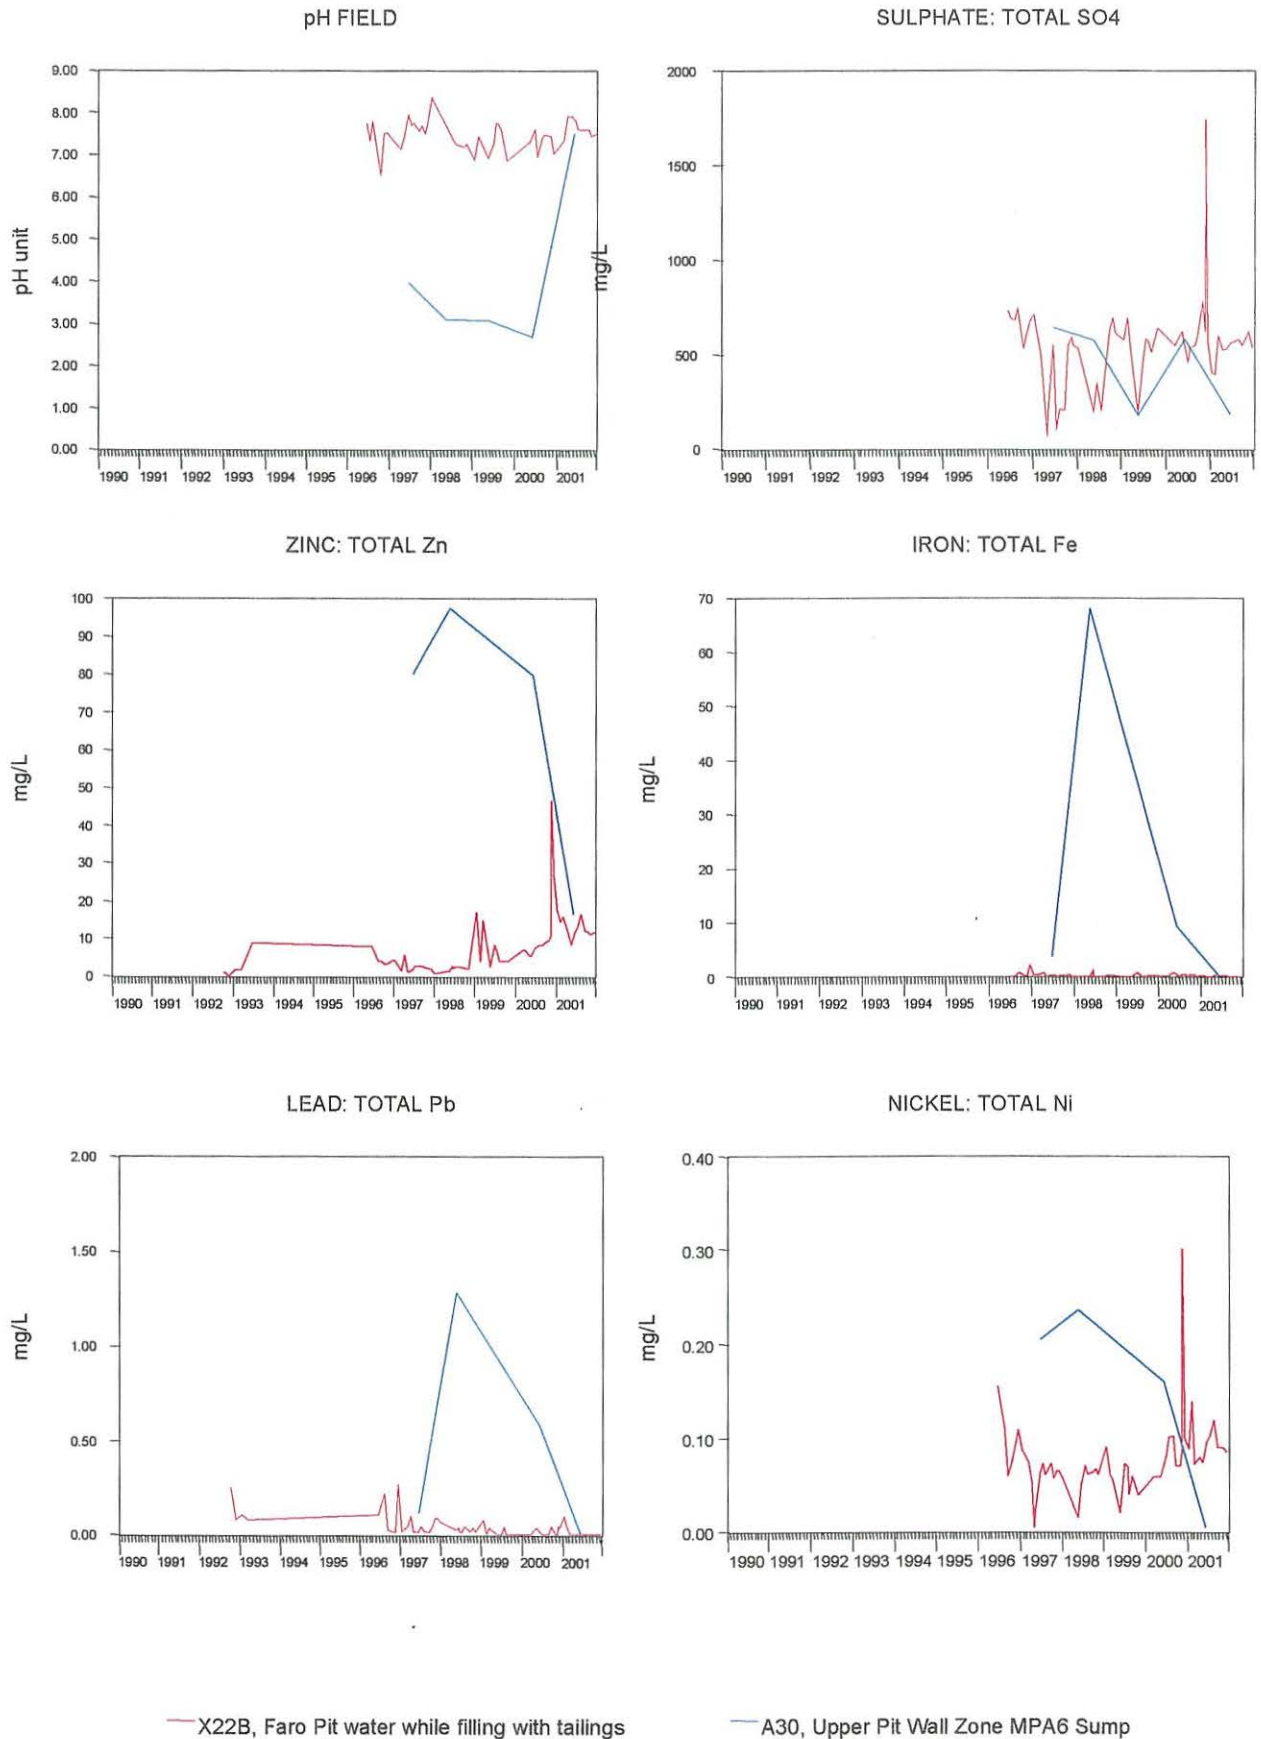 pH FIELD
SULPHATE: TOTAL SO4
pH unit
9.00
8.00
7.00
6.00
5.00
4.00
3.00
2.00
1.00
0.00
1990 1991 1992 1993 1994 1995 1996 1997 1998 1999 2000 2001
mg/L
2000
1500
1000
500
0
1990 1991 1992 1993 1994 1995 1996 1997 1998 1999 2000 2001
ZINC: TOTAL Zn
IRON: TOTAL Fe
mg/L
100
90
80
70
60
50
40
30
20
10
0
1990 1991 1992 1993 1994 1995 1996 1997 1998 1999 2000 2001
mg/L
70
60
50
40
30
20
10
0
1990 1991 1992 1993 1994 1995 1996 1997 1998 1999 2000 2001
LEAD: TOTAL Pb
NICKEL: TOTAL Ni
mg/L
2.00
1.50
1.00
0.50
0.00
1990 1991 1992 1993 1994 1995 1996 1997 1998 1999 2000 2001
mg/L
0.40
0.30
0.20
0.10
0.00
1990 1991 1992 1993 1994 1995 1996 1997 1998 1999 2000 2001
X22B, Faro Pit water while filling with tailings
A30, Upper Pit Wall Zone MPA6 Sump